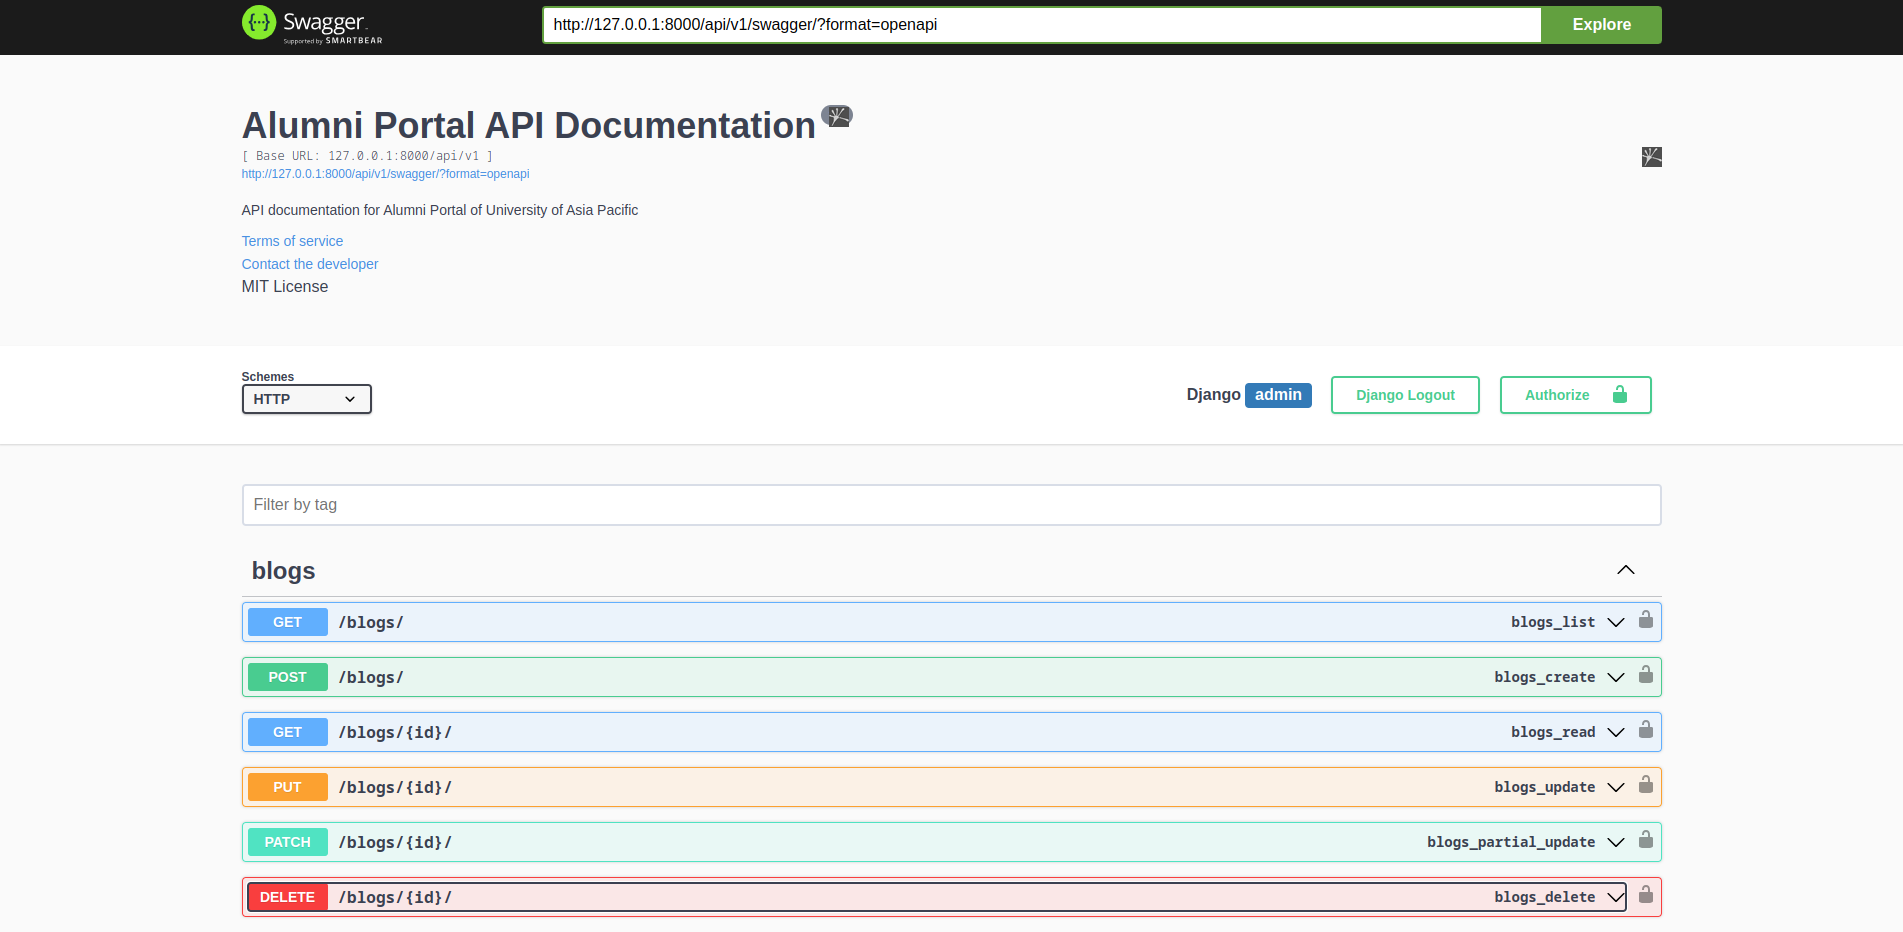 Swagger
Supported by SMARTBEAR
http://127.0.0.1:8000/api/v1/swagger/?format=openapi
Explore
Alumni Portal API Documentation
[ Base URL: 127.0.0.1:8000/api/v1 ]
http://127.0.0.1:8000/api/v1/swagger/?format=openapi
API documentation for Alumni Portal of University of Asia Pacific
Terms of service
Contact the developer
MIT License
Schemes
HTTP
Django admin
Django Logout
Authorize
Filter by tag
blogs
GET /blogs/ blogs_list
POST /blogs/ blogs_create
GET /blogs/{id}/ blogs_read
PUT /blogs/{id}/ blogs_update
PATCH /blogs/{id}/ blogs_partial_update
DELETE /blogs/{id}/ blogs_delete